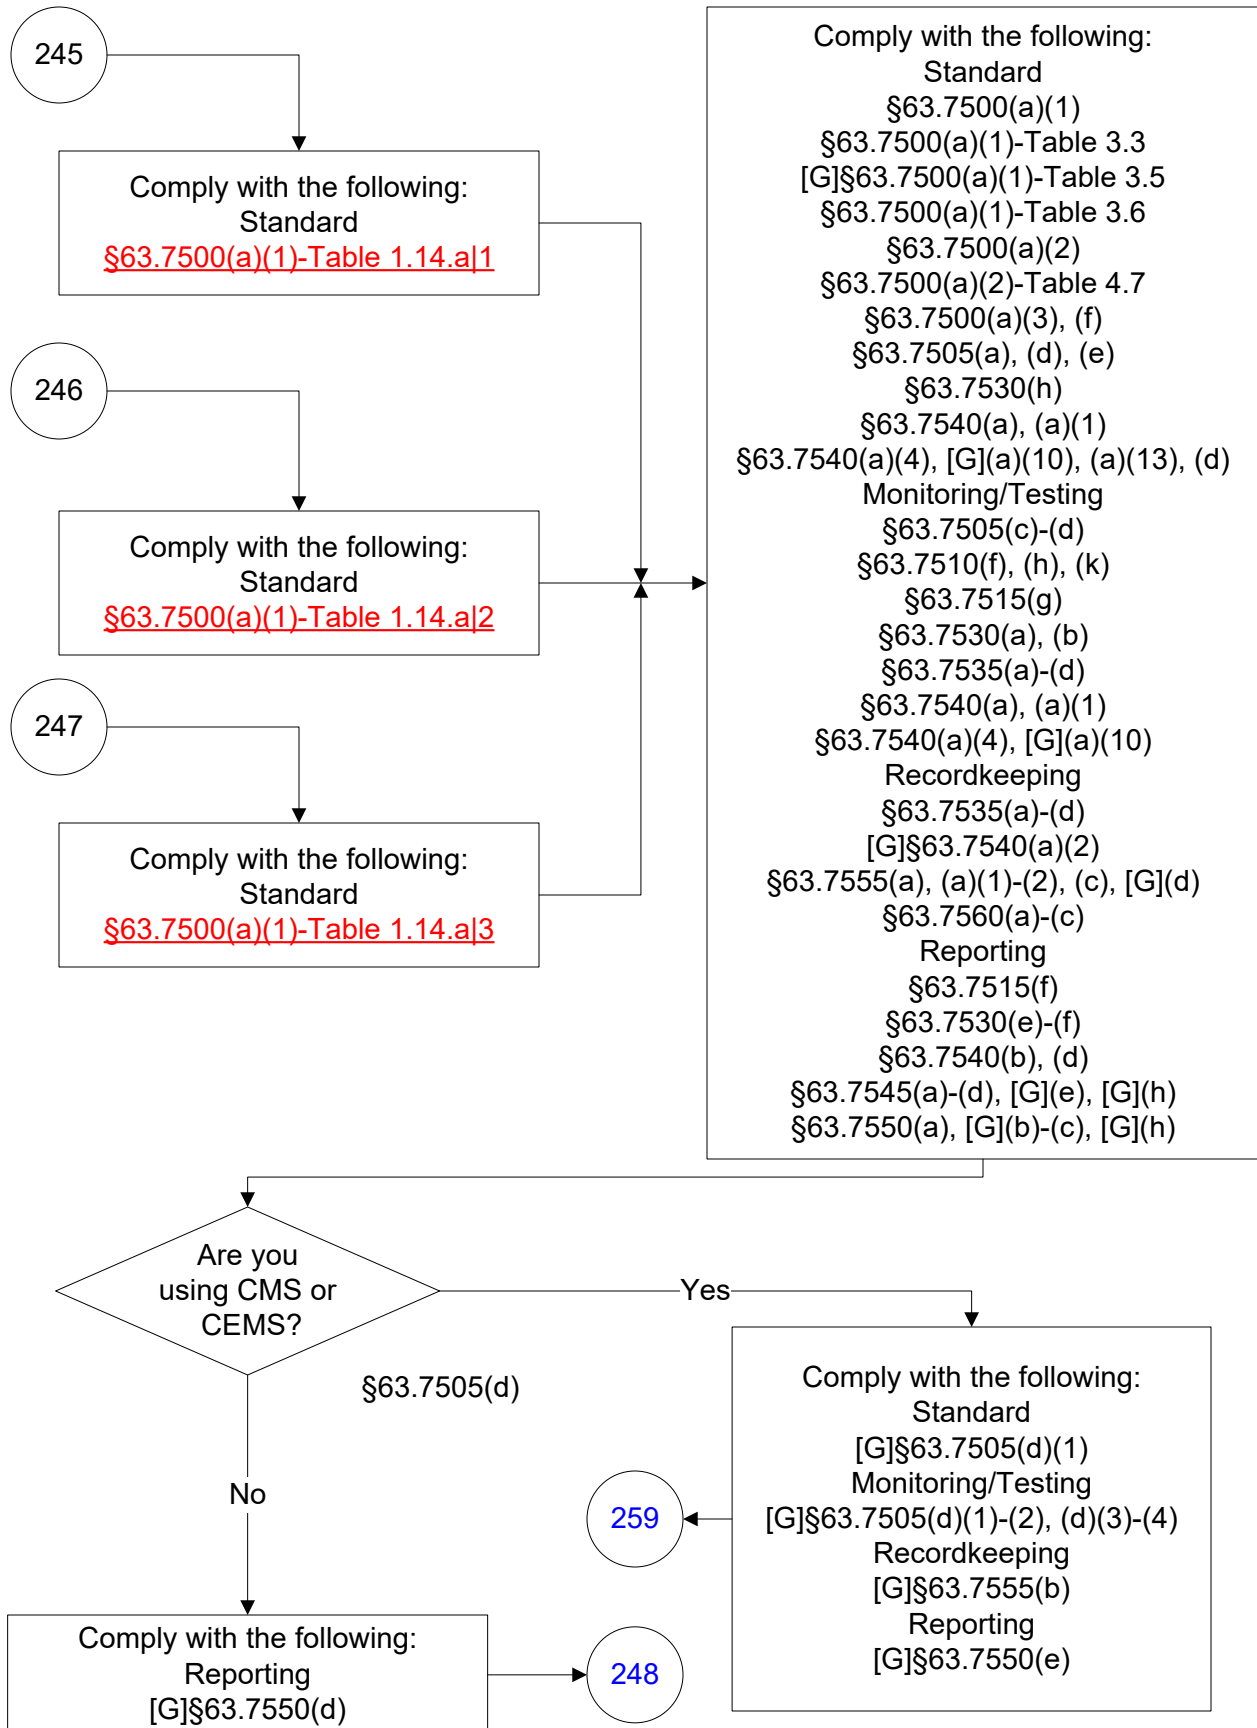 245
Comply with the following:
Standard
§63.7500(a)(1)-Table 1.14.a|1
246
Comply with the following:
Standard
§63.7500(a)(1)-Table 1.14.a|2
247
Comply with the following:
Standard
§63.7500(a)(1)-Table 1.14.a|3
Comply with the following:
Standard
§63.7500(a)(1)
§63.7500(a)(1)-Table 3.3
[G]§63.7500(a)(1)-Table 3.5
§63.7500(a)(1)-Table 3.6
§63.7500(a)(2)
§63.7500(a)(2)-Table 4.7
§63.7500(a)(3), (f)
§63.7505(a), (d), (e)
§63.7530(h)
§63.7540(a), (a)(1)
§63.7540(a)(4), [G](a)(10), (a)(13), (d)
Monitoring/Testing
§63.7505(c)-(d)
§63.7510(f), (h), (k)
§63.7515(g)
§63.7530(a), (b)
§63.7535(a)-(d)
§63.7540(a), (a)(1)
§63.7540(a)(4), [G](a)(10)
Recordkeeping
§63.7535(a)-(d)
[G]§63.7540(a)(2)
§63.7555(a), (a)(1)-(2), (c), [G](d)
§63.7560(a)-(c)
Reporting
§63.7515(f)
§63.7530(e)-(f)
§63.7540(b), (d)
§63.7545(a)-(d), [G](e), [G](h)
§63.7550(a), [G](b)-(c), [G](h)
Are you
using CMS or
CEMS?
§63.7505(d)
Yes
Comply with the following:
Standard
[G]§63.7505(d)(1)
Monitoring/Testing
[G]§63.7505(d)(1)-(2), (d)(3)-(4)
Recordkeeping
[G]§63.7555(b)
Reporting
[G]§63.7550(e)
259
No
Comply with the following:
Reporting
[G]§63.7550(d)
248